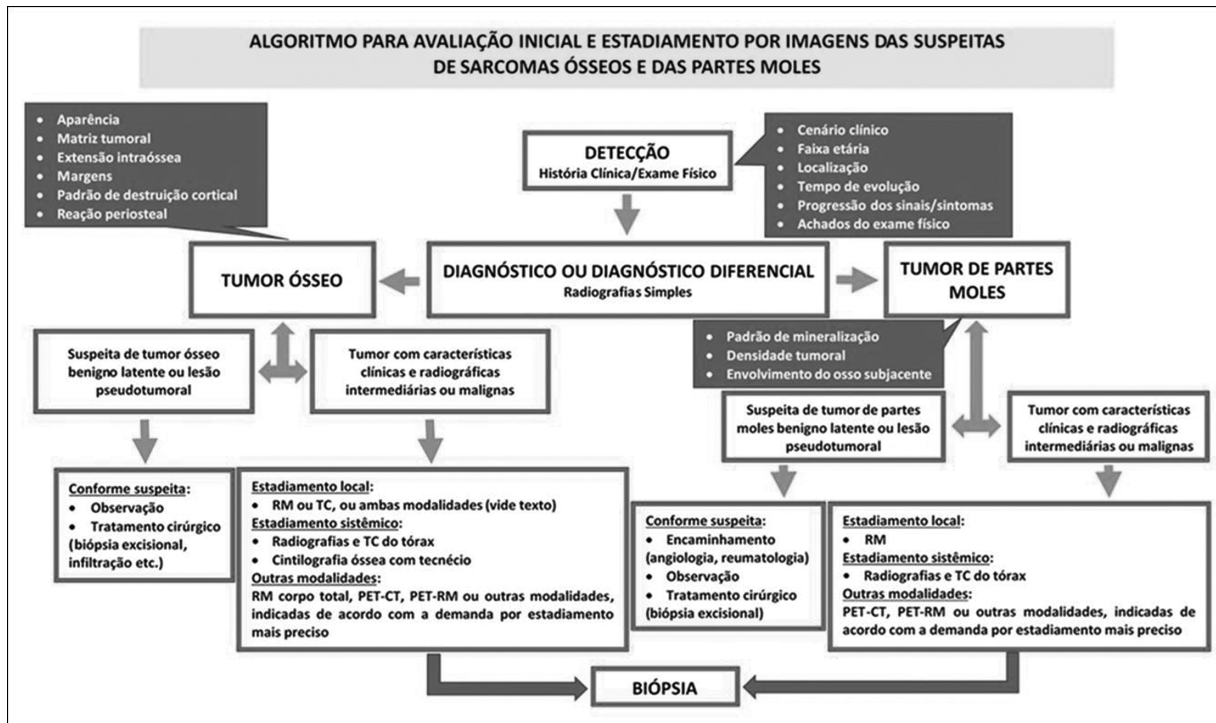 ALGORITMO PARA AVALIAÇÃO INICIAL E ESTADIAMENTO POR IMAGENS DAS SUSPEITAS
DE SARCOMAS ÓSSEOS E DAS PARTES MOLES
• Aparência
• Matriz tumoral
• Extensão intraóssea
• Margens
• Padrão de destruição cortical
• Reação periosteal
DETECÇÃO
História Clínica/Exame Físico
• Cenário clínico
• Faixa etária
• Localização
• Tempo de evolução
• Progressão dos sinais/sintomas
• Achados do exame físico
TUMOR ÓSSEO
DIAGNÓSTICO OU DIAGNÓSTICO DIFERENCIAL
Radiografias Simples
TUMOR DE PARTES
MOLES
• Padrão de mineralização
• Densidade tumoral
• Envolvimento do osso subjacente
Suspeita de tumor ósseo
benigno latente ou lesão
pseudotumoral
Tumor com características
clínicas e radiográficas
intermediárias ou malignas
Suspeita de tumor de partes
moles benigno latente ou lesão
pseudotumoral
Tumor com características
clínicas e radiográficas
intermediárias ou malignas
Conforme suspeita:
• Observação
• Tratamento cirúrgico
(biópsia excisional,
infiltração etc.)
Estadiamento local:
• RM ou TC, ou ambas modalidades (vide texto)
Estadiamento sistêmico:
• Radiografias e TC do tórax
• Cintilografia óssea com tecnécio
Outras modalidades:
RM corpo total, PET-CT, PET-RM ou outras modalidades,
indicadas de acordo com a demanda por estadiamento
mais preciso
Conforme suspeita:
• Encaminhamento
(angiologia, reumatologia)
• Observação
• Tratamento cirúrgico
(biópsia excisional)
Estadiamento local:
• RM
Estadiamento sistêmico:
• Radiografias e TC do tórax
Outras modalidades:
PET-CT, PET-RM ou outras modalidades, indicadas de
acordo com a demanda por estadiamento mais preciso
BIÓPSIA